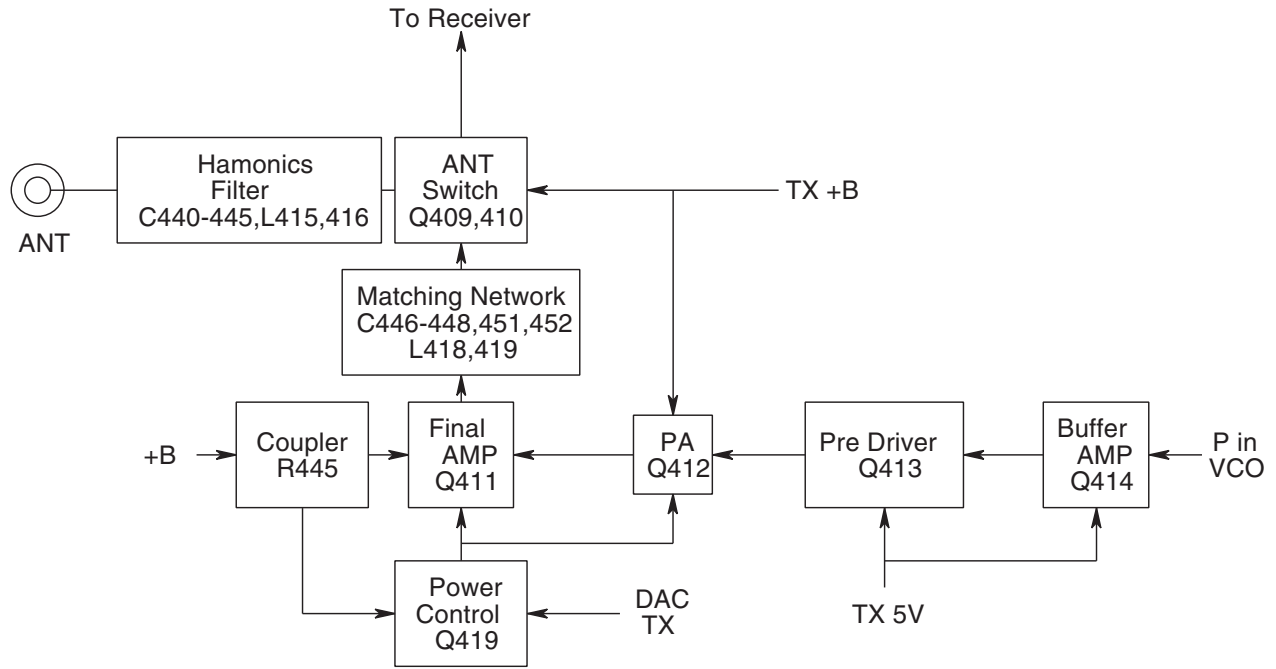 To Receiver
Hamonics
Filter
C440-445,L415,416
ANT
Switch
Q409,410
TX +B
ANT
Matching Network
C446-448,451,452
L418,419
+B
Coupler
R445
Final
AMP
Q411
PA
Q412
Pre Driver
Q413
Buffer
AMP
Q414
P in
VCO
Power
Control
Q419
DAC
TX
TX 5V